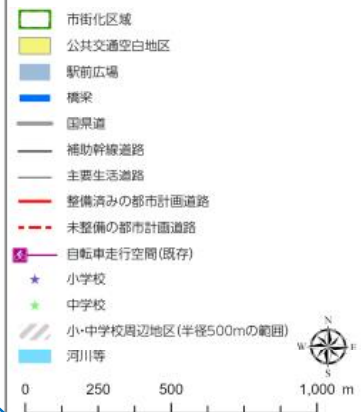 市街化区域
公共交通空白地区
駅前広場
橋梁
国県道
補助幹線道路
主要生活道路
整備済みの都市計画道路
未整備の都市計画道路
自転車走行空間(既存)
小学校
中学校
小・中学校周辺地区(半径500mの範囲)
河川等
N
W E
S
0 250 500 1,000 m